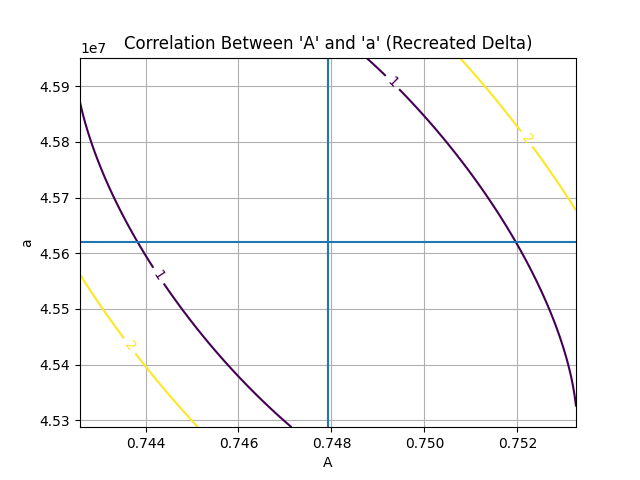 Correlation Between 'A' and 'a' (Recreated Delta)
1e7
4.59
4.58
4.57
4.56
4.55
4.54
4.53
a
1
2
1
2
0.744 0.746 0.748 0.750 0.752
A